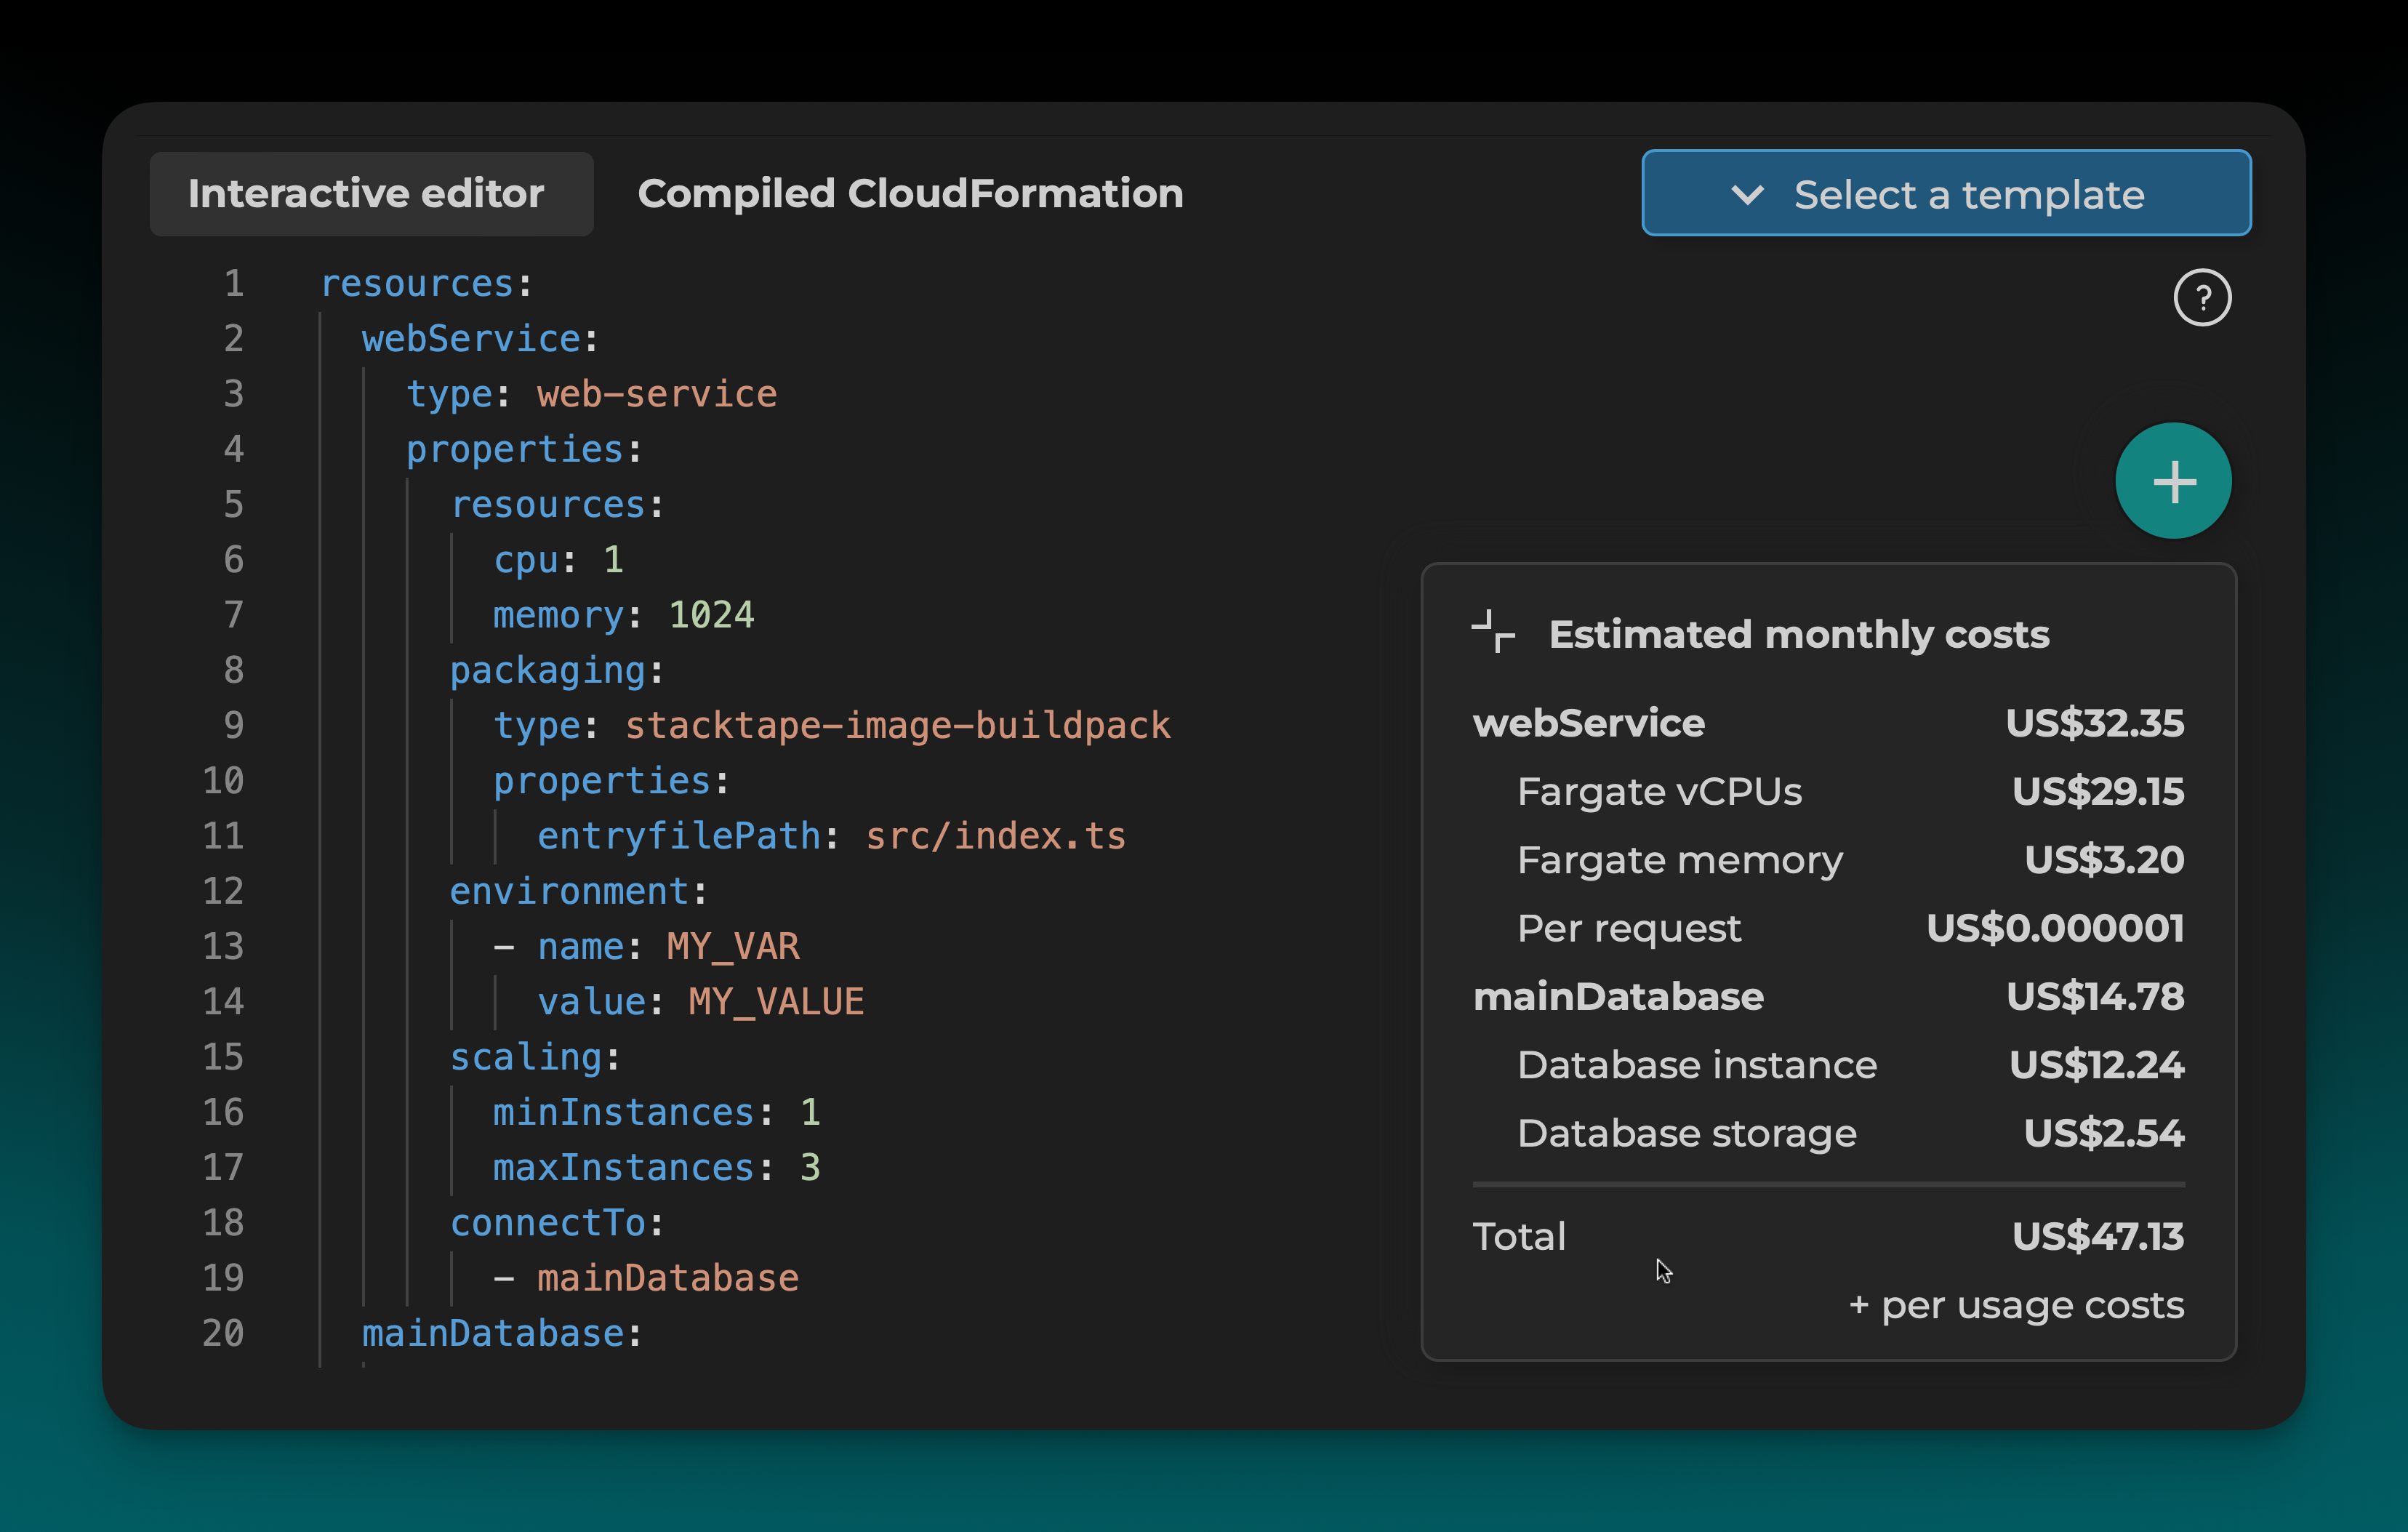 Interactive editor
Compiled CloudFormation
Select a template
1 resources:
2   webService:
3     type: web-service
4     properties:
5       resources:
6         cpu: 1
7         memory: 1024
8       packaging:
9         type: stacktape-image-buildpack
10         properties:
11           entryfilePath: src/index.ts
12       environment:
13         - name: MY_VAR
14           value: MY_VALUE
15       scaling:
16         minInstances: 1
17         maxInstances: 3
18       connectTo:
19         - mainDatabase
20   mainDatabase:
?
+
Estimated monthly costs
webService US$32.35
Fargate vCPUs US$29.15
Fargate memory US$3.20
Per request US$0.000001
mainDatabase US$14.78
Database instance US$12.24
Database storage US$2.54
Total US$47.13
+ per usage costs